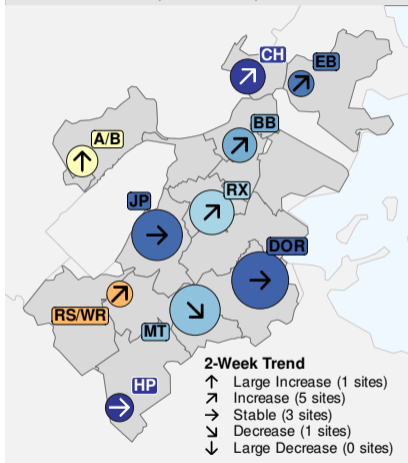 CH
EB
BB
A/B
RX
JP
DOR
RS/WR
MT
HP
2-Week Trend
↑ Large Increase (1 sites)
↗ Increase (5 sites)
→ Stable (3 sites)
↘ Decrease (1 sites)
↓ Large Decrease (0 sites)